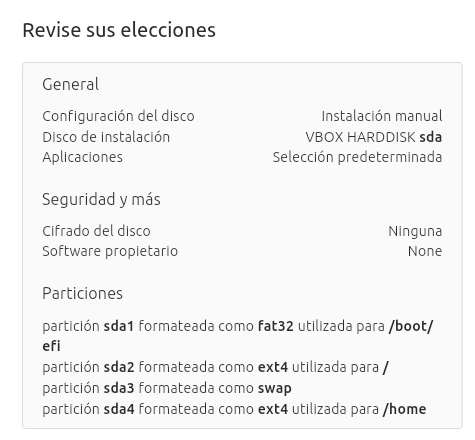 Revise sus elecciones
General
Configuración del disco Instalación manual
Disco de instalación VBOX HARDDISK sda
Aplicaciones Selección predeterminada
Seguridad y más
Cifrado del disco Ninguna
Software propietario None
Particiones
partición sda1 formateada como fat32 utilizada para /boot/
efi
partición sda2 formateada como ext4 utilizada para /
partición sda3 formateada como swap
partición sda4 formateada como ext4 utilizada para /home